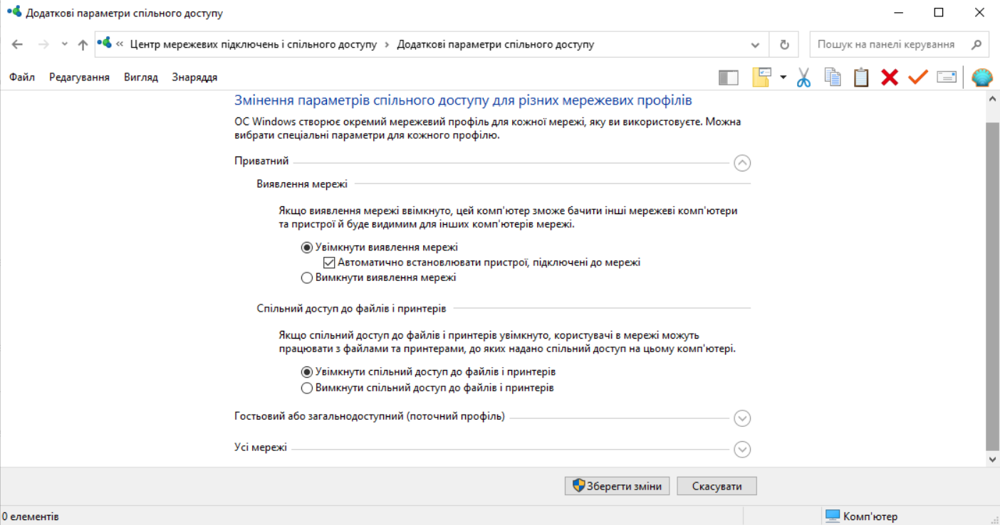 Додаткові параметри спільного доступу
« Центр мережевих підключень і спільного доступу › Додаткові параметри спільного доступу
Пошук на панелі керування
Файл Редагування Вигляд Знаряддя
Змінення параметрів спільного доступу для різних мережевих профілів
ОС Windows створює окремий мережевий профіль для кожної мережі, яку ви використовуєте. Можна
вибрати спеціальні параметри для кожного профілю.
Приватний
Виявлення мережі
Якщо виявлення мережі ввімкнуто, цей комп'ютер зможе бачити інші мережеві комп'ютери
та пристрої й буде видимим для інших комп'ютерів мережі.
Увімкнути виявлення мережі
Автоматично встановлювати пристрої, підключені до мережі
Вимкнути виявлення мережі
Спільний доступ до файлів і принтерів
Якщо спільний доступ до файлів і принтерів увімкнуто, користувачі в мережі можуть
працювати з файлами та принтерами, до яких надано спільний доступ на цьому комп'ютері.
Увімкнути спільний доступ до файлів і принтерів
Вимкнути спільний доступ до файлів і принтерів
Гостьовий або загальнодоступний (поточний профіль)
Усі мережі
Зберегти зміни Скасувати
0 елементів Комп'ютер